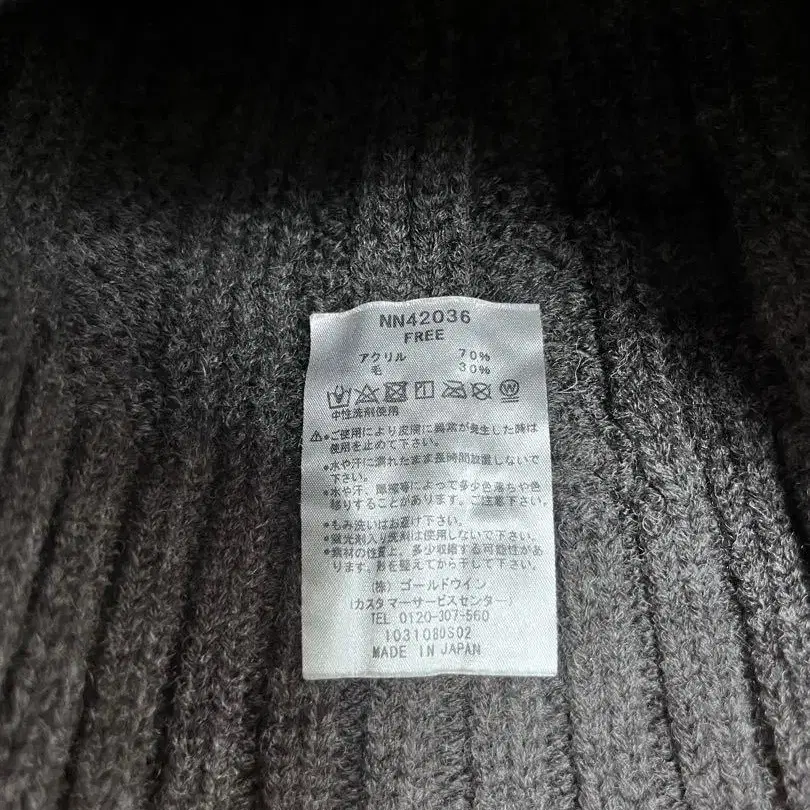 NN42036
FREE
アクリル 70%
毛 30%
中性洗剤使用
⚠●ご使用により皮膚に異常が発生した時は
使用を止めて下さい。
●水や汗に濡れたまま長時間放置しないで
下さい。
●水や汗、摩擦等によって多少色落ちや色
移りすることがあります。ご注意下さい。
●もみ洗いはお避け下さい。
●蛍光剤入り洗剤は使用しないで下さい。
●素材の性質上、多少収縮する可能性があ
ります。形を整えてから干して下さい。
(株)ゴールドウイン
(カスタマーサービスセンター)
TEL 0120-307-560
103108DS02
MADE IN JAPAN